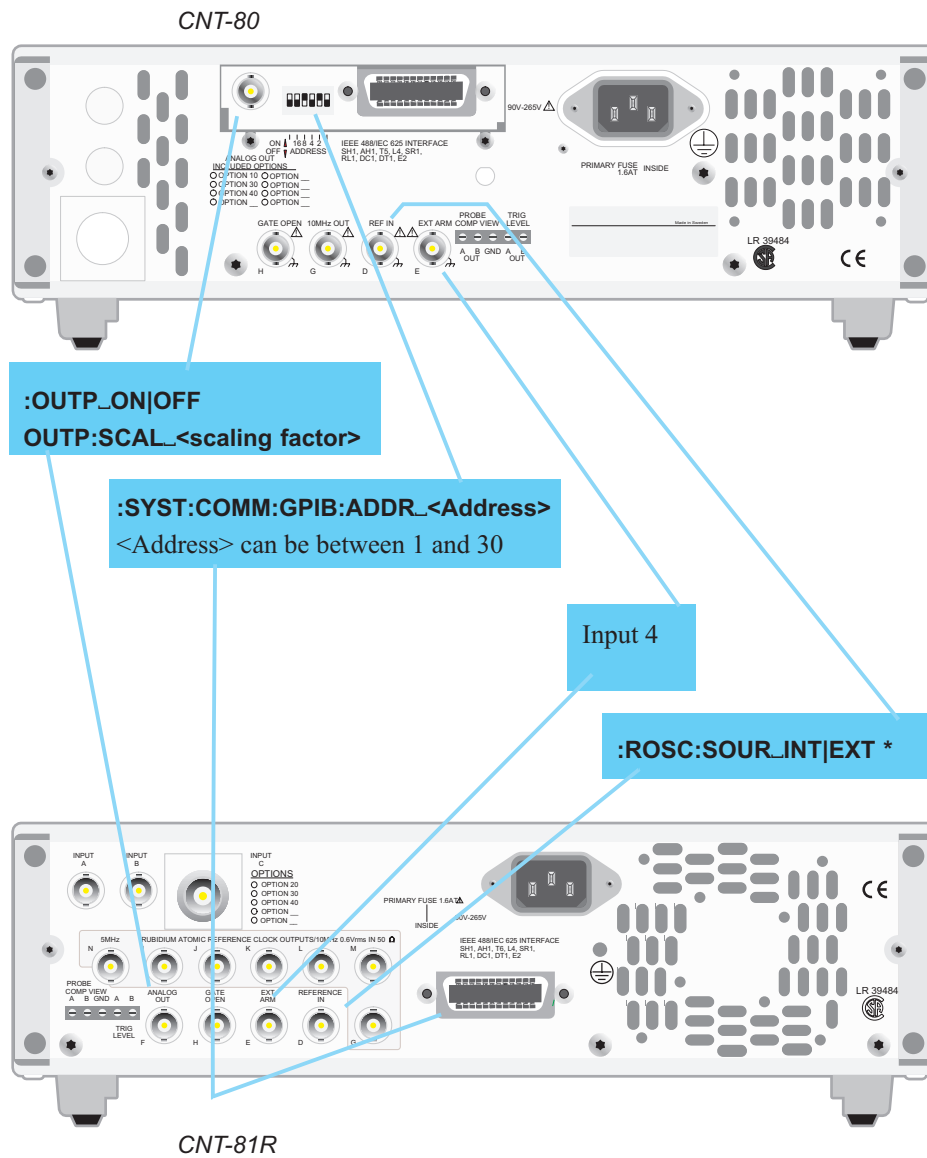 CNT-80
90V-265V
ON 16 8 4 2 1
OFF ADDRESS
ANALOG OUT
IEEE 488/IEC 625 INTERFACE
SH1, AH1, T5, L4, SR1,
RL1, DC1, DT1, E2
INCLUDED OPTIONS
OPTION 10 OPTION __
OPTION 30 OPTION __
OPTION 40 OPTION __
OPTION __ OPTION __
PRIMARY FUSE
1.6AT
INSIDE
Made in Sweden
LR 39484
CE
GATE OPEN 10MHz OUT REF IN EXT ARM
PROBE
COMP VIEW
TRIG
LEVEL
A B GND A B
OUT OUT
H G D E
:OUTP␣ON|OFF
OUTP:SCAL␣<scaling factor>
:SYST:COMM:GPIB:ADDR␣<Address>
<Address> can be between 1 and 30
Input 4
:ROSC:SOUR␣INT|EXT *
INPUT
A
INPUT
B
INPUT
C
OPTIONS
OPTION 20
OPTION 30
OPTION 40
OPTION __
OPTION __
PRIMARY FUSE 1.6AT
INSIDE
90V-265V
CE
5MHz
RUBIDIUM ATOMIC REFERENCE CLOCK OUTPUTS/10MHz 0.6Vrms IN 50 Ω
N I J K L M
IEEE 488/IEC 625 INTERFACE
SH1, AH1, T6, L4, SR1,
RL1, DC1, DT1, E2
PROBE
COMP VIEW
A B GND A B
TRIG
LEVEL
ANALOG
OUT
GATE
OPEN
EXT
ARM
REFERENCE
IN
F H E D G
LR 39484
CNT-81R